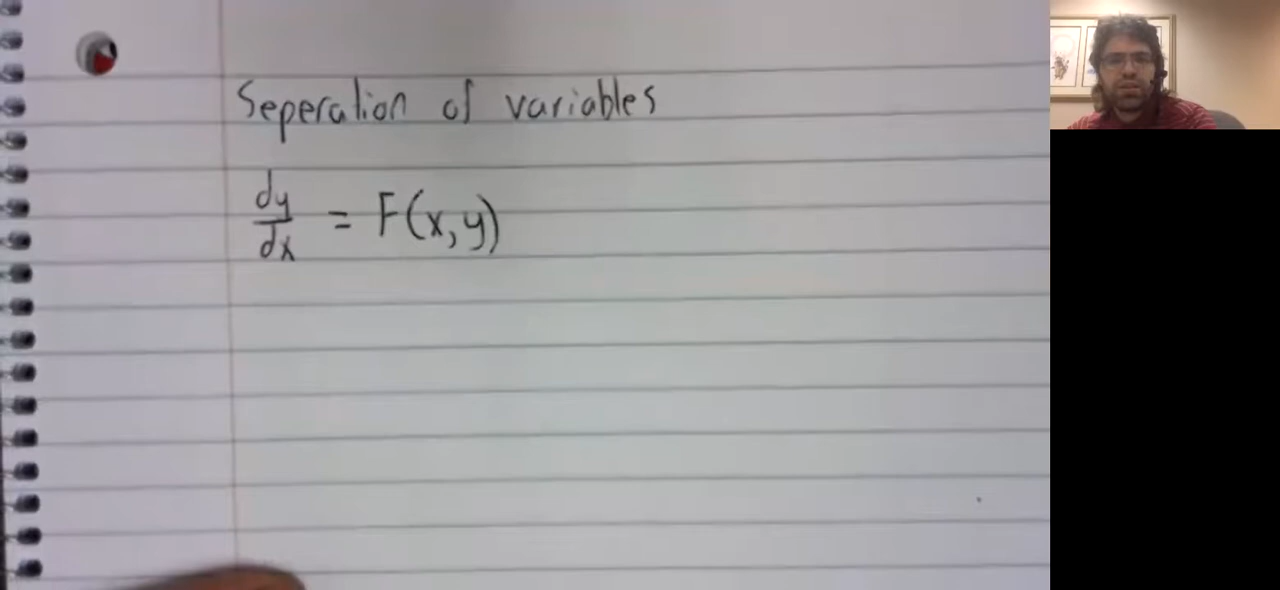 Seperation of variables
dy/dx = F(x,y)